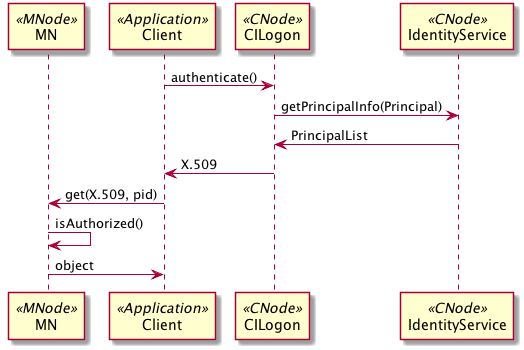 «MNode»
MN
«Application»
Client
«CNode»
CILogon
«CNode»
IdentityService
authenticate()
getPrincipalInfo(Principal)
PrincipalList
X.509
get(X.509, pid)
isAuthorized()
object
«MNode»
MN
«Application»
Client
«CNode»
CILogon
«CNode»
IdentityService